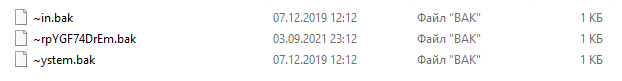 ~in.bak 07.12.2019 12:12 Файл "BAK" 1 КБ
~rpYGF74DrEm.bak 03.09.2021 23:12 Файл "BAK" 1 КБ
~ystem.bak 07.12.2019 12:12 Файл "BAK" 1 КБ